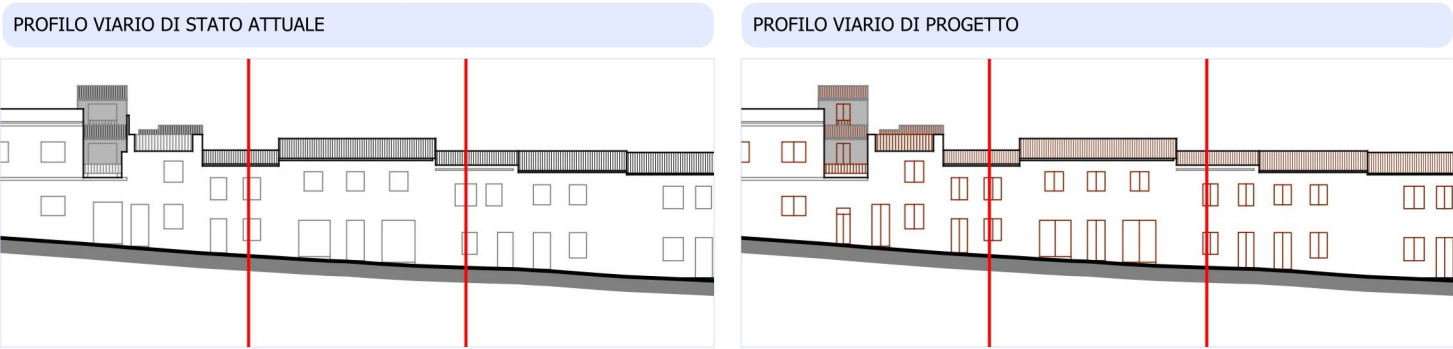 PROFILO VIARIO DI STATO ATTUALE
PROFILO VIARIO DI PROGETTO